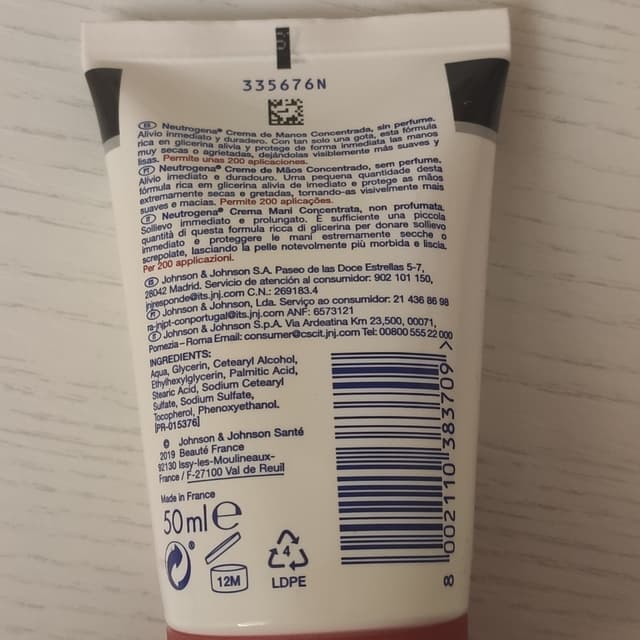 335676N
ES Neutrogena® Crema de Manos Concentrada, sin perfume.
Alivio inmediato y duradero. Con tan solo una gota, esta fórmula
rica en glicerina alivia y protege de forma inmediata las manos
muy secas o agrietadas, dejándolas visiblemente más suaves y
lisas. Permite unas 200 aplicaciones.
PT Neutrogena® Creme de Mãos Concentrado, sem perfume.
Alívio imediato e duradouro. Uma pequena quantidade desta
fórmula rica em glicerina alivia de imediato e protege as mãos
extremamente secas e gretadas, tornando-as visivelmente mais
suaves e macias. Permite 200 aplicações.
IT Neutrogena® Crema Mani Concentrata, non profumata.
Sollievo immediato e prolungato. È sufficiente una piccola
quantità di questa formula ricca di glicerina per donare sollievo
immediato e proteggere le mani estremamente secche o
screpolate, lasciando la pelle notevolmente più morbida e liscia.
Per 200 applicazioni.
ES Johnson & Johnson S.A. Paseo de las Doce Estrellas 5-7,
28042 Madrid. Servicio de atención al consumidor: 902 101 150,
jnjresponde@its.jnj.com C.N.: 269183.4
PT Johnson & Johnson, Lda. Serviço ao consumidor: 21 436 86 98
ra-jnjpt-conportugal@its.jnj.com ANF: 6573121
IT Johnson & Johnson S.p.A. Via Ardeatina Km 23,500, 00071,
Pomezia – Roma Email: consumer@cscit.jnj.com Tel: 00800 555 22 000
INGREDIENTS:
Aqua, Glycerin, Cetearyl Alcohol,
Ethylhexylglycerin, Palmitic Acid,
Stearic Acid, Sodium Cetearyl
Sulfate, Sodium Sulfate,
Tocopherol, Phenoxyethanol.
[PR-015376]
© Johnson & Johnson Santé
2019 Beauté France
92130 Issy-les-Moulineaux-
France / F-27100 Val de Reuil
Made in France
50ml e
12M
4
LDPE
8 002110 383709